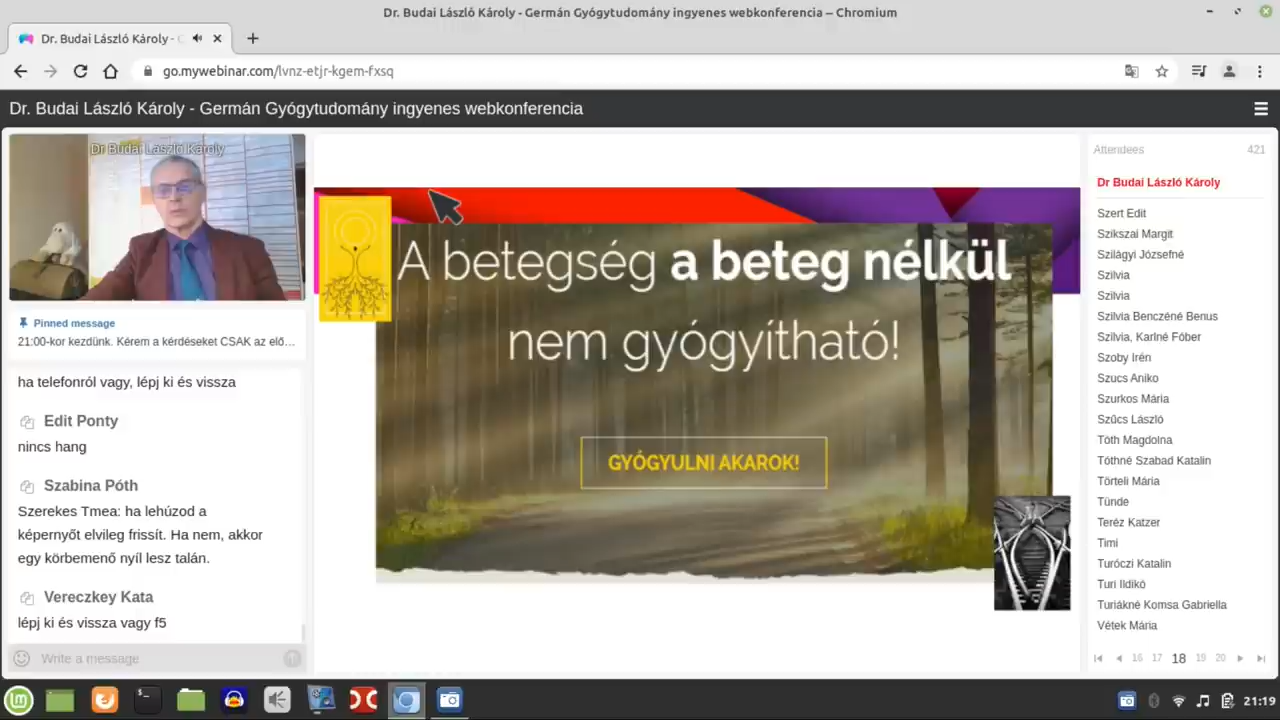 Dr. Budai László Károly - Germán Gyógytudomány ingyenes webkonferencia – Chromium
Dr. Budai László Károly - G
go.mywebinar.com/lvnz-etjr-kgem-fxsq
Dr. Budai László Károly - Germán Gyógytudomány ingyenes webkonferencia
Dr Budai László Károly
Pinned message
21:00-kor kezdünk. Kérem a kérdéseket CSAK az elő…
ha telefonról vagy, lépj ki és vissza
Edit Ponty
nincs hang
Szabina Póth
Szerekes Tmea: ha lehúzod a
képernyőt elvileg frissít. Ha nem, akkor
egy körbemenő nyíl lesz talán.
Vereczkey Kata
lépj ki és vissza vagy f5
Write a message
A betegség a beteg nélkül
nem gyógyítható!
GYÓGYULNI AKAROK!
Attendees 421
Dr Budai László Károly
Szert Edit
Szikszai Margit
Szilágyi Józsefné
Szilvia
Szilvia
Szilvia Benczéné Benus
Szilvia, Karlné Fóber
Szoby Irén
Szucs Aniko
Szurkos Mária
Szűcs László
Tóth Magdolna
Tóthné Szabad Katalin
Törteli Mária
Tünde
Teréz Katzer
Timi
Turóczi Katalin
Turi Ildikó
Turiákné Komsa Gabriella
Vétek Mária
16 17 18 19 20
21:19